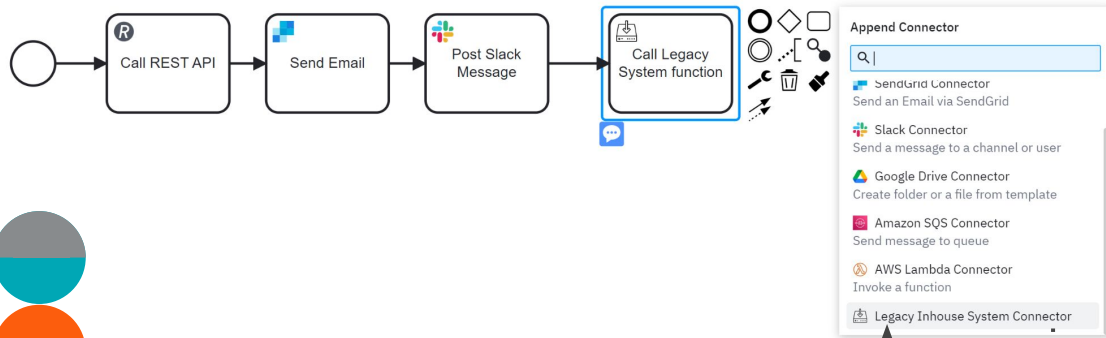 Call REST API
Send Email
Post Slack
Message
Call Legacy
System function
Append Connector
SendGrid Connector
Send an Email via SendGrid
Slack Connector
Send a message to a channel or user
Google Drive Connector
Create folder or a file from template
Amazon SQS Connector
Send message to queue
AWS Lambda Connector
Invoke a function
Legacy Inhouse System Connector